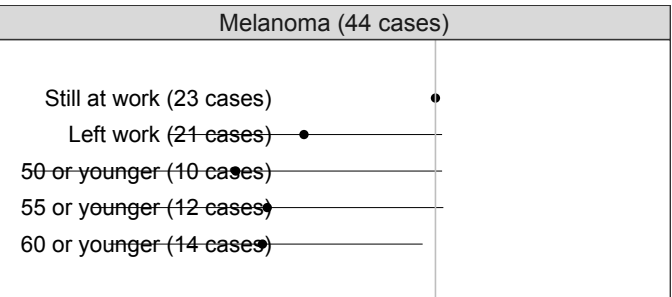 Melanoma (44 cases)
Still at work (23 cases)
Left work (21 cases)
50 or younger (10 cases)
55 or younger (12 cases)
60 or younger (14 cases)